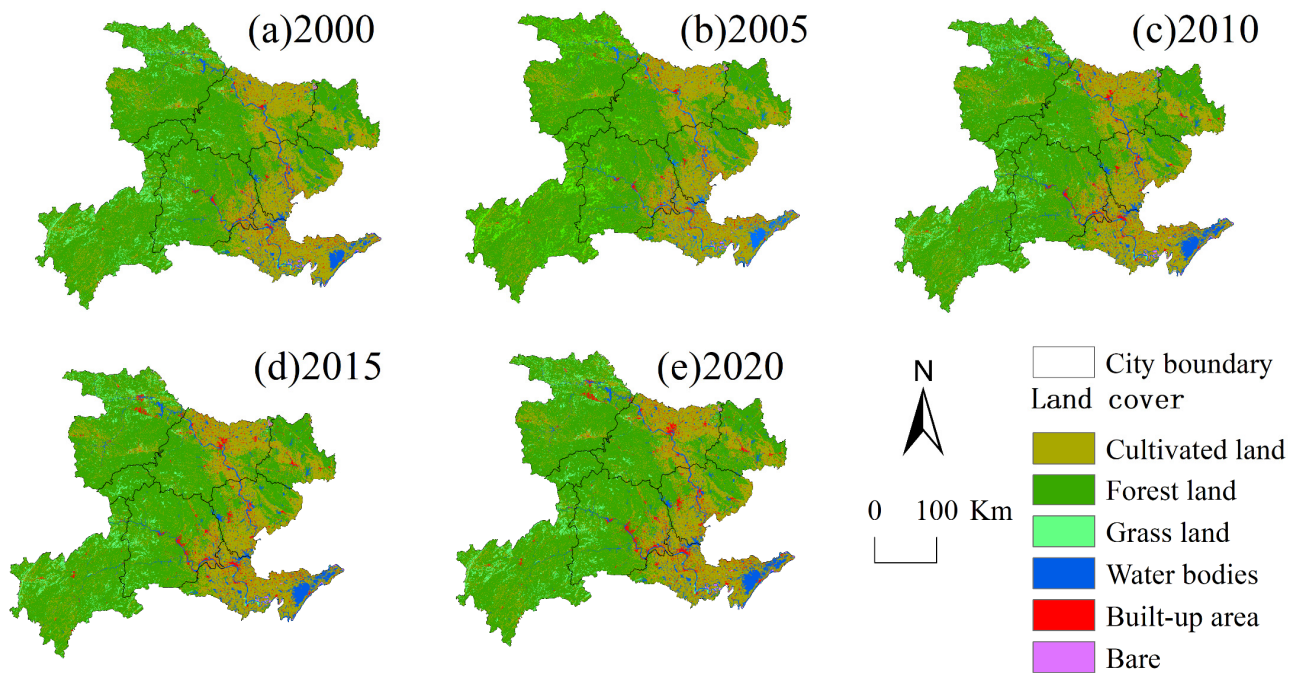 (a)2000
(b)2005
(c)2010
(d)2015
(e)2020
N
0 100 Km
City boundary
Land cover
Cultivated land
Forest land
Grass land
Water bodies
Built-up area
Bare